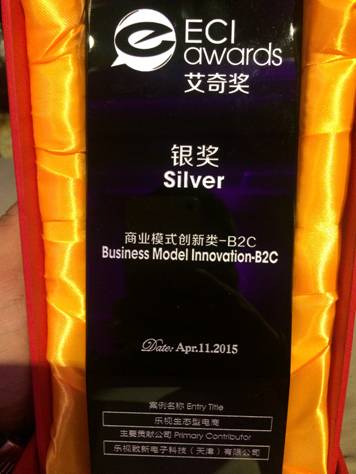 ECI
awards
艾奇奖
银奖
Silver
商业模式创新类-B2C
Business Model Innovation-B2C
Date: Apr.11.2015
案例名称 Entry Title
乐视生态型电商
主要贡献公司 Primary Contributor
乐视致新电子科技（天津）有限公司